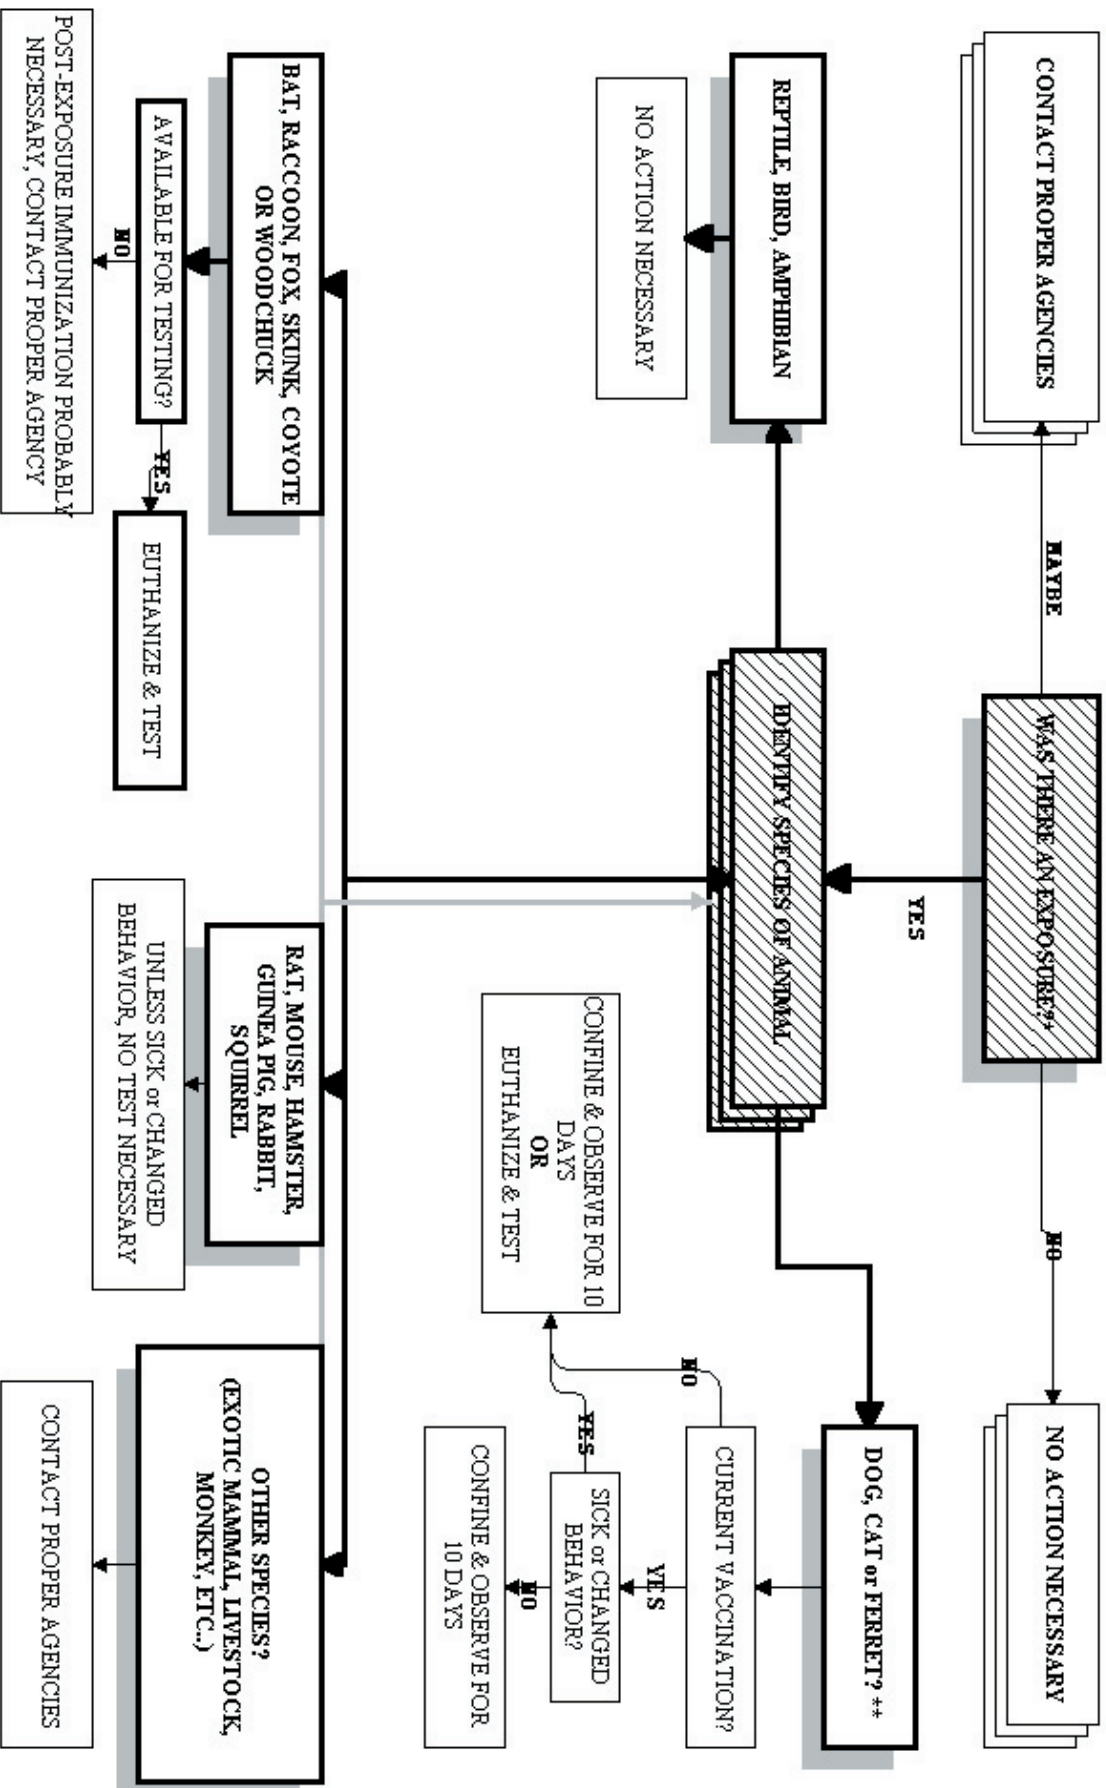 WAS THERE AN EXPOSURE?*
MAYBE
NO
YES
CONTACT PROPER AGENCIES
NO ACTION NECESSARY
IDENTIFY SPECIES OF ANIMAL
REPTILE, BIRD, AMPHIBIAN
NO ACTION NECESSARY
DOG, CAT or FERRET? **
CURRENT VACCINATION?
NO
YES
SICK or CHANGED
BEHAVIOR?
YES
NO
CONFINE & OBSERVE FOR 10
DAYS
OR
EUTHANIZE & TEST
CONFINE & OBSERVE FOR
10 DAYS
BAT, RACCOON, FOX, SKUNK, COYOTE
OR WOODCHUCK
AVAILABLE FOR TESTING?
YES
NO
EUTHANIZE & TEST
POST-EXPOSURE IMMUNIZATION PROBABLY
NECESSARY, CONTACT PROPER AGENCY
RAT, MOUSE, HAMSTER,
GUINEA PIG, RABBIT,
SQUIRREL
UNLESS SICK or CHANGED
BEHAVIOR, NO TEST NECESSARY
OTHER SPECIES?
(EXOTIC MAMMAL, LIVESTOCK,
MONKEY, ETC..)
CONTACT PROPER AGENCIES